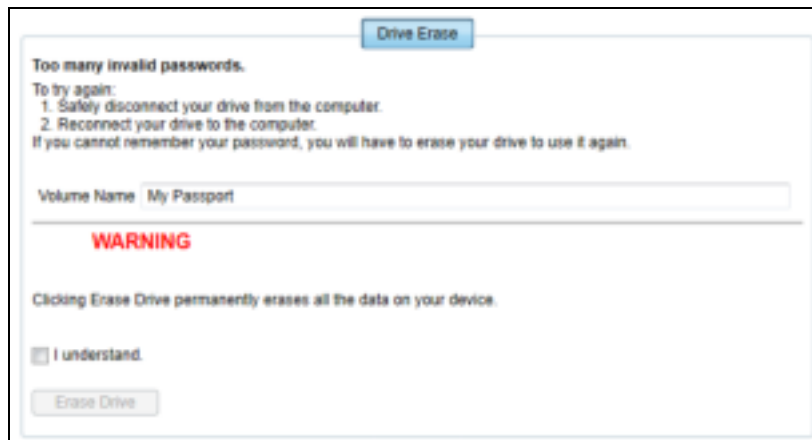 Drive Erase
Too many invalid passwords.
To try again:
1. Safely disconnect your drive from the computer.
2. Reconnect your drive to the computer.
If you cannot remember your password, you will have to erase your drive to use it again.
Volume Name My Passport
WARNING
Clicking Erase Drive permanently erases all the data on your device.
I understand.
Erase Drive